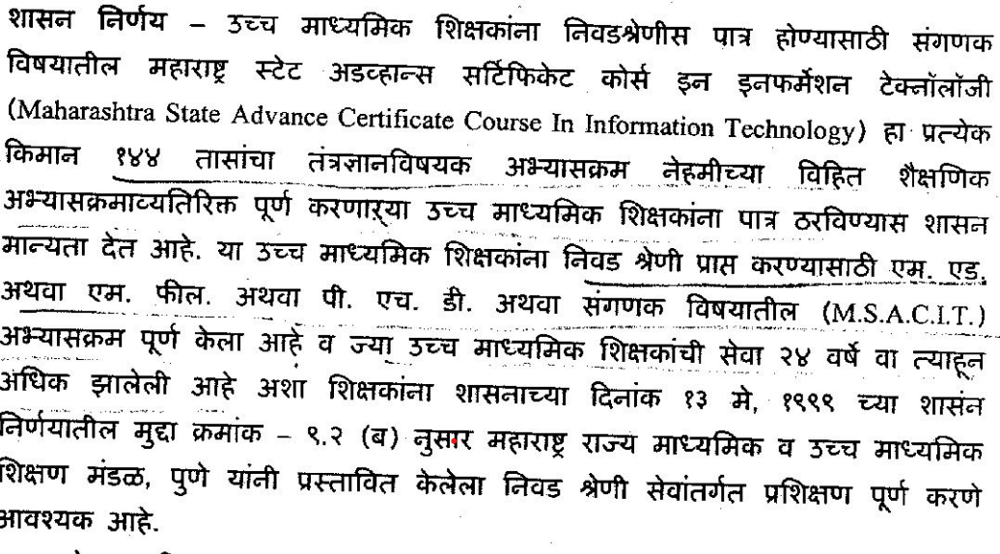 शासन निर्णय – उच्च माध्यमिक शिक्षकांना निवडश्रेणीस पात्र होण्यासाठी संगणक
विषयातील महाराष्ट्र स्टेट अडव्हान्स सर्टिफिकेट कोर्स इन इनफर्मेशन टेक्नॉलॉजी
(Maharashtra State Advance Certificate Course In Information Technology) हा प्रत्येक
किमान १४४ तासांचा तंत्रज्ञानविषयक अभ्यासक्रम नेहमीच्या विहित शैक्षणिक
अभ्यासक्रमाव्यतिरिक्त पूर्ण करणाऱ्या उच्च माध्यमिक शिक्षकांना पात्र ठरविण्यास शासन
मान्यता देत आहे. या उच्च माध्यमिक शिक्षकांना निवड श्रेणी प्राप्त करण्यासाठी एम. एड.
अथवा एम. फील. अथवा पी. एच. डी. अथवा संगणक विषयातील (M.S.A.C.I.T.)
अभ्यासक्रम पूर्ण केला आहे व ज्या उच्च माध्यमिक शिक्षकांची सेवा २४ वर्षे वा त्याहून
अधिक झालेली आहे अशा शिक्षकांना शासनाच्या दिनांक १३ मे, १९९९ च्या शासन
निर्णयातील मुद्दा क्रमांक – ९.२ (ब) नुसार महाराष्ट्र राज्य माध्यमिक व उच्च माध्यमिक
शिक्षण मंडळ, पुणे यांनी प्रस्तावित केलेला निवड श्रेणी सेवांतर्गत प्रशिक्षण पूर्ण करणे
आवश्यक आहे.